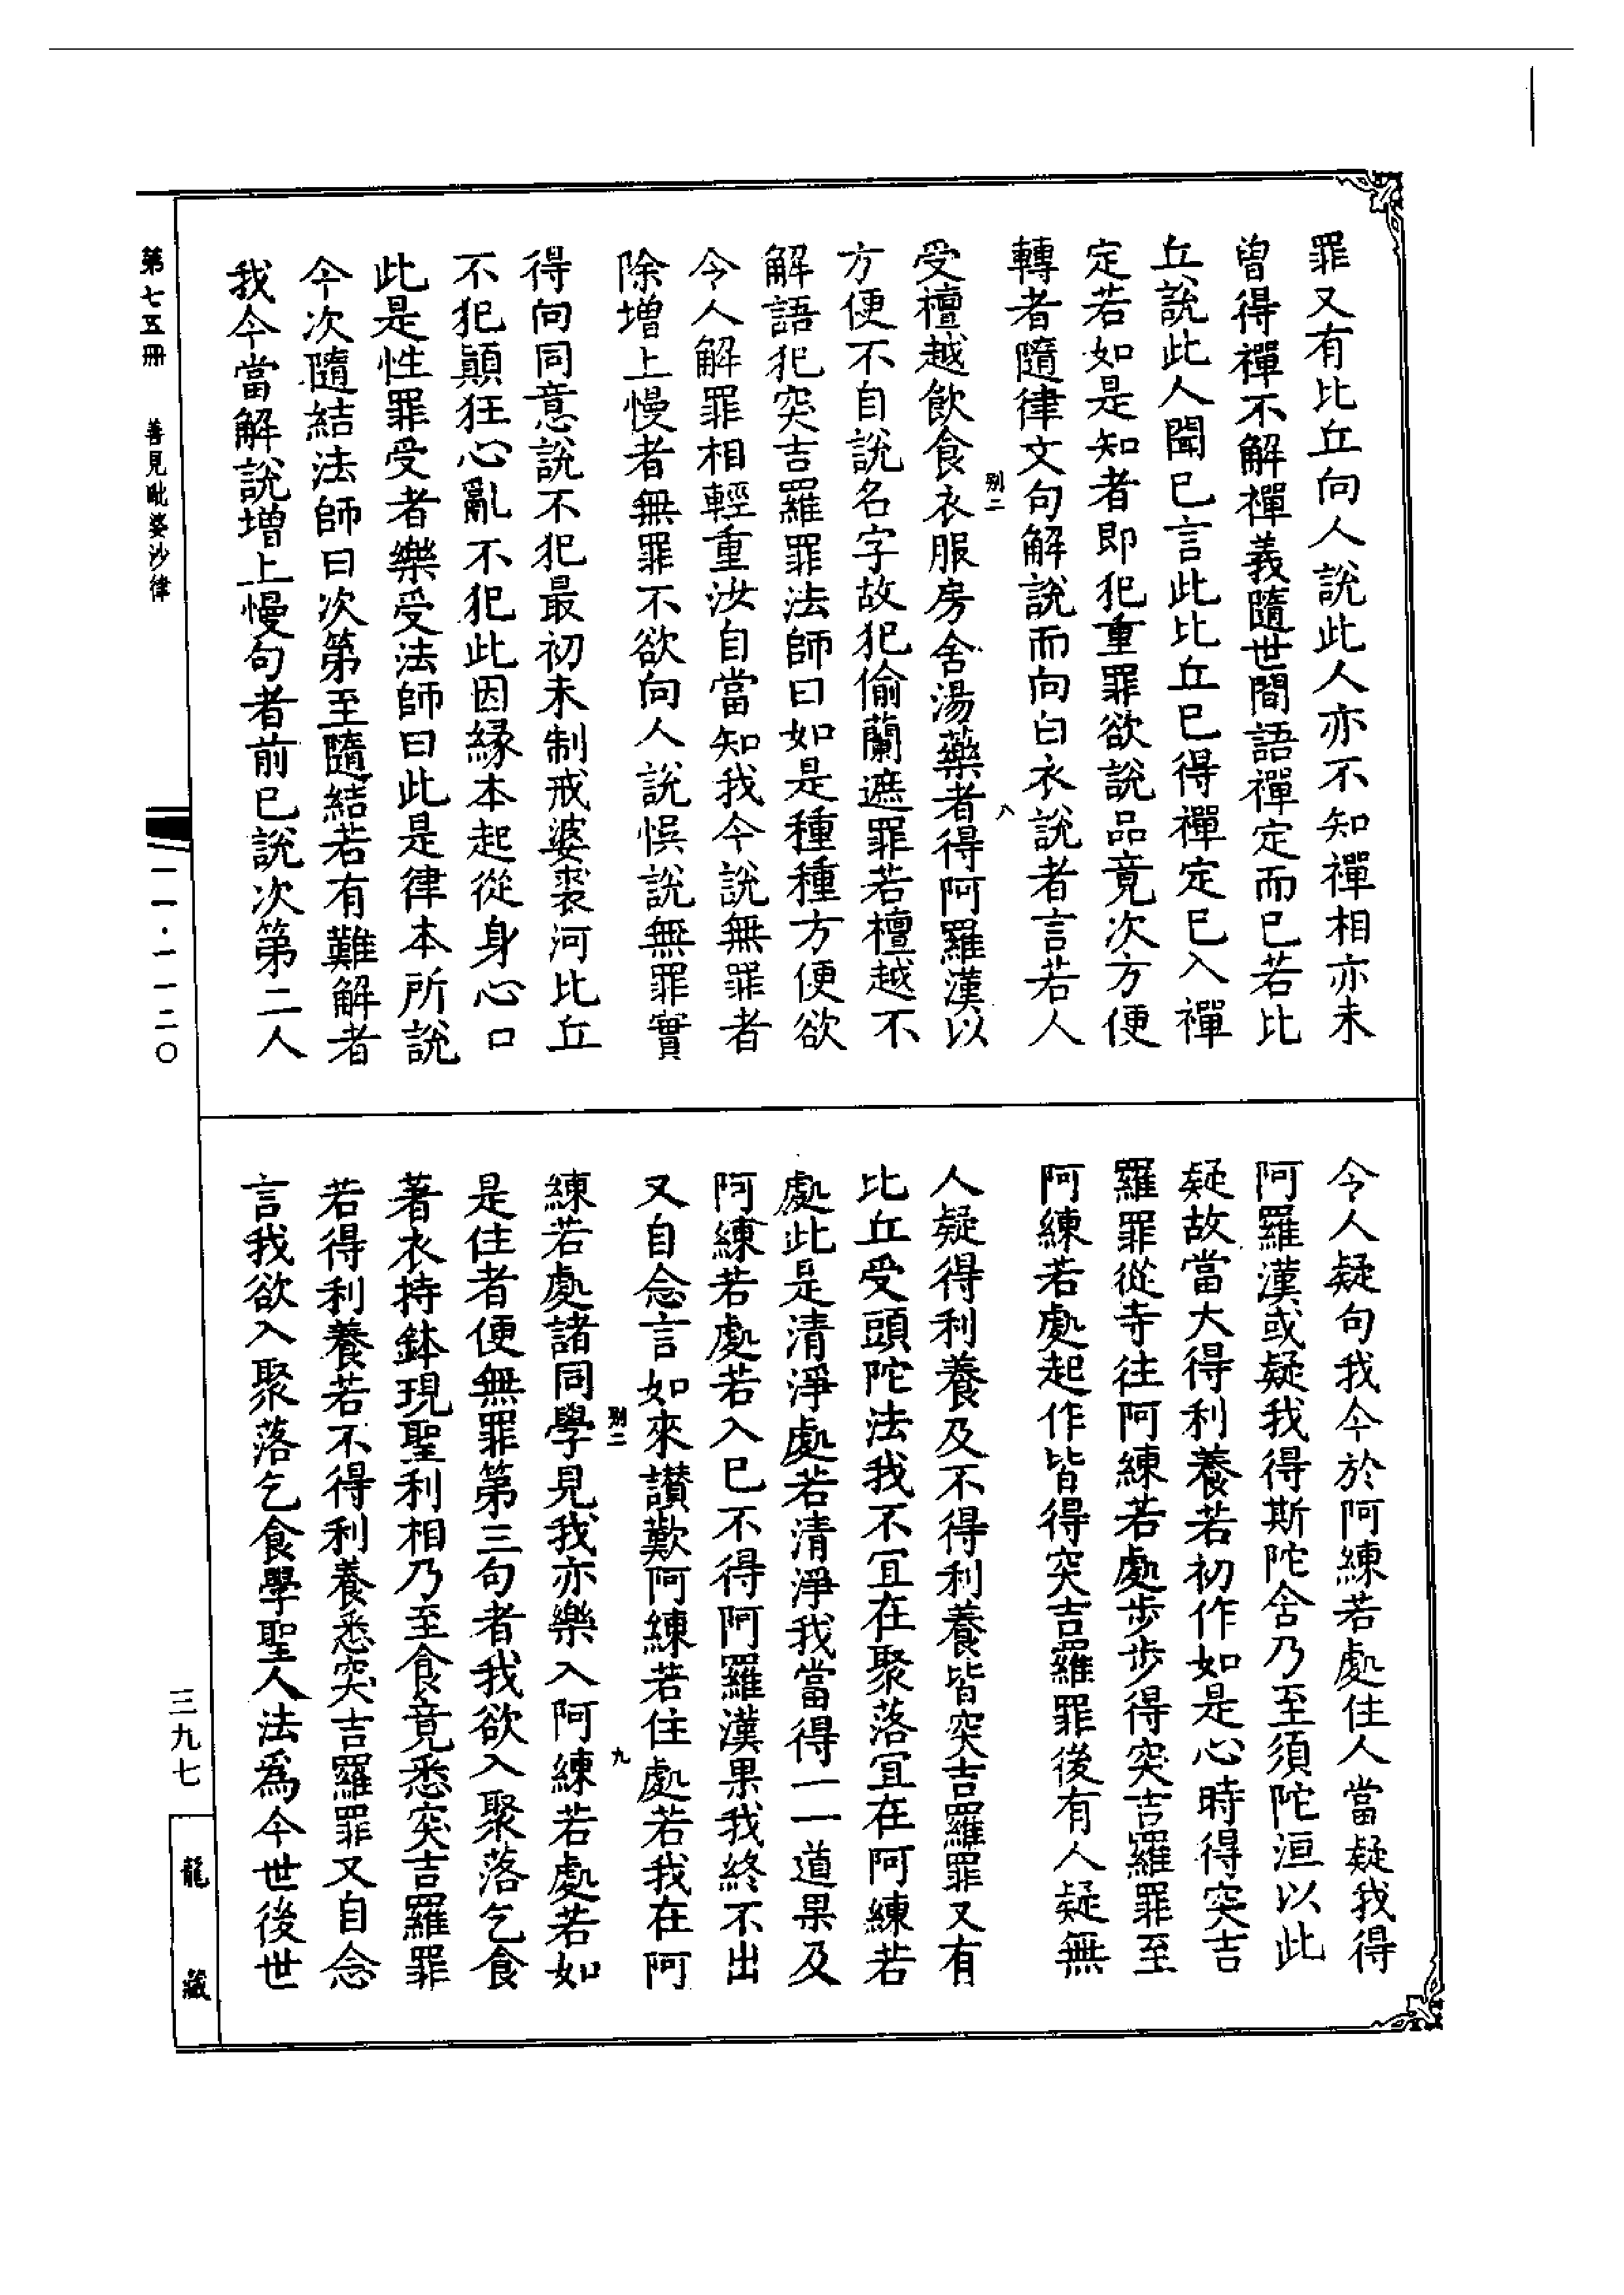 罪又有比丘向人說此人亦不知禪相亦未
曾得禪不解禪義隨世間語禪定而已若比
丘說此人聞已言此比丘已得禪定已入禪
定若如是知者即犯重罪欲說品竟次方便
轉者隨律文句解說而向白衣說者言若人
別二
八
受檀越飲食衣服房舍湯藥者得阿羅漢以
方便不自說名字故犯偷蘭遮罪若檀越不
解語犯突吉羅罪法師曰如是種種方便欲
令人解罪相輕重汝自當知我今說無罪者
除增上慢者無罪不欲向人說悞說無罪實
得向同意說不犯最初未制戒婆裘河比丘
不犯顛狂心亂不犯此因緣本起從身心口
此是性罪受者樂受法師曰此是律本所說
今次隨結法師曰次第至隨結若有難解者
我今當解說增上慢句者前已說次第二人
令人疑句我今於阿練若處住人當疑我得
阿羅漢或疑我得斯陀含乃至須陀洹以此
疑故當大得利養若初作如是心時得突吉
羅罪從寺往阿練若處步步得突吉羅罪至
阿練若處起作皆得突吉羅罪後有人疑無
人疑得利養及不得利養皆突吉羅罪又有
比丘受頭陀法我不宜在聚落宜在阿練若
處此是清淨處若清淨我當得一一道果及
阿練若處若入已不得阿羅漢果我終不出
又自念言如來讚歎阿練若住處若我在阿
別二
九
練若處諸同學見我亦樂入阿練若處若如
是住者便無罪第三句者我欲入聚落乞食
著衣持鉢現聖利相乃至食竟悉突吉羅罪
若得利養若不得利養悉突吉羅罪又自念
言我欲入聚落乞食學聖人法為今世後世
第七五冊
善見毗婆沙律
一一·一一二〇
三九七
龍藏